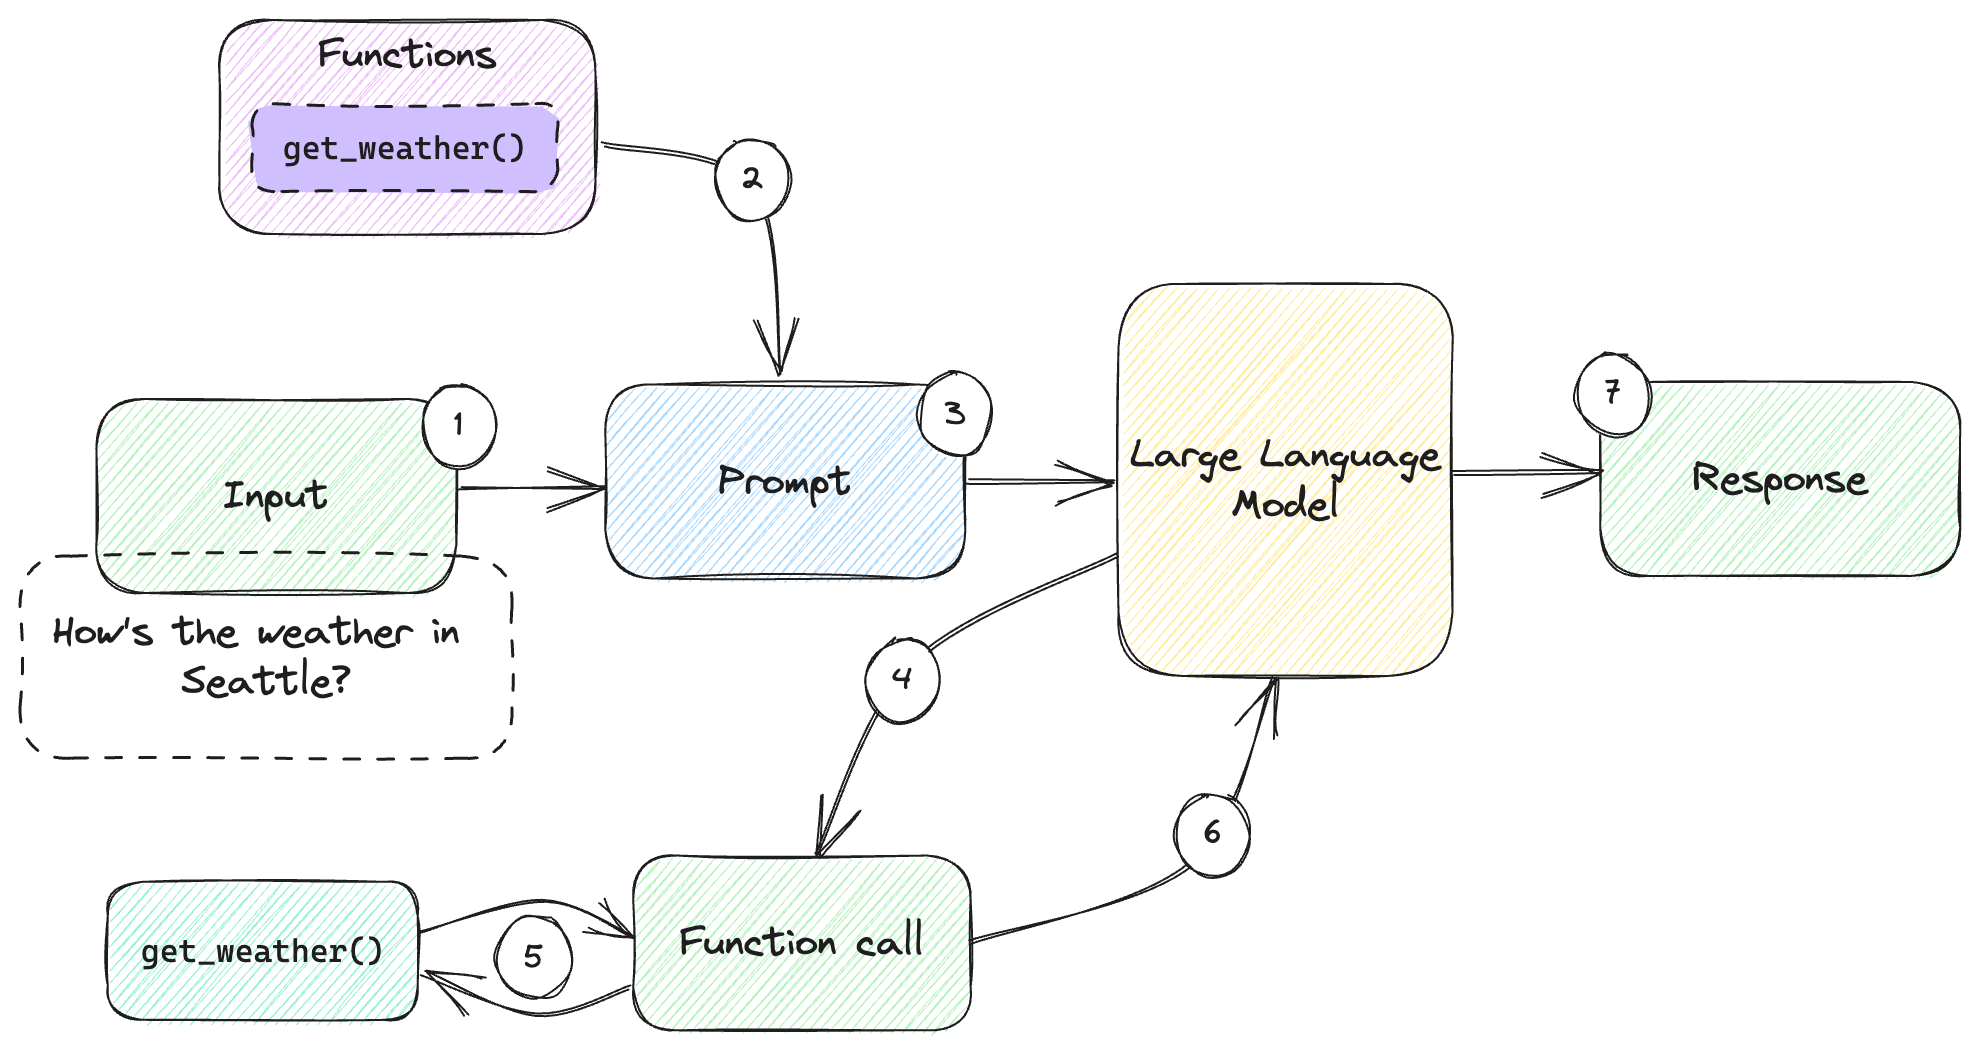 Functions
get_weather()
2
1
Input
How's the weather in
Seattle?
Prompt
3
Large Language
Model
7
Response
4
6
get_weather()
5
Function call